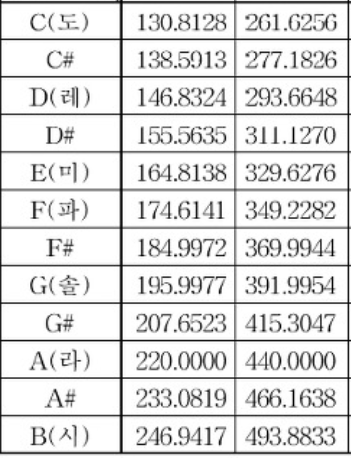 C(도) 130.8128 261.6256
C# 138.5913 277.1826
D(레) 146.8324 293.6648
D# 155.5635 311.1270
E(미) 164.8138 329.6276
F(파) 174.6141 349.2282
F# 184.9972 369.9944
G(솔) 195.9977 391.9954
G# 207.6523 415.3047
A(라) 220.0000 440.0000
A# 233.0819 466.1638
B(시) 246.9417 493.8833